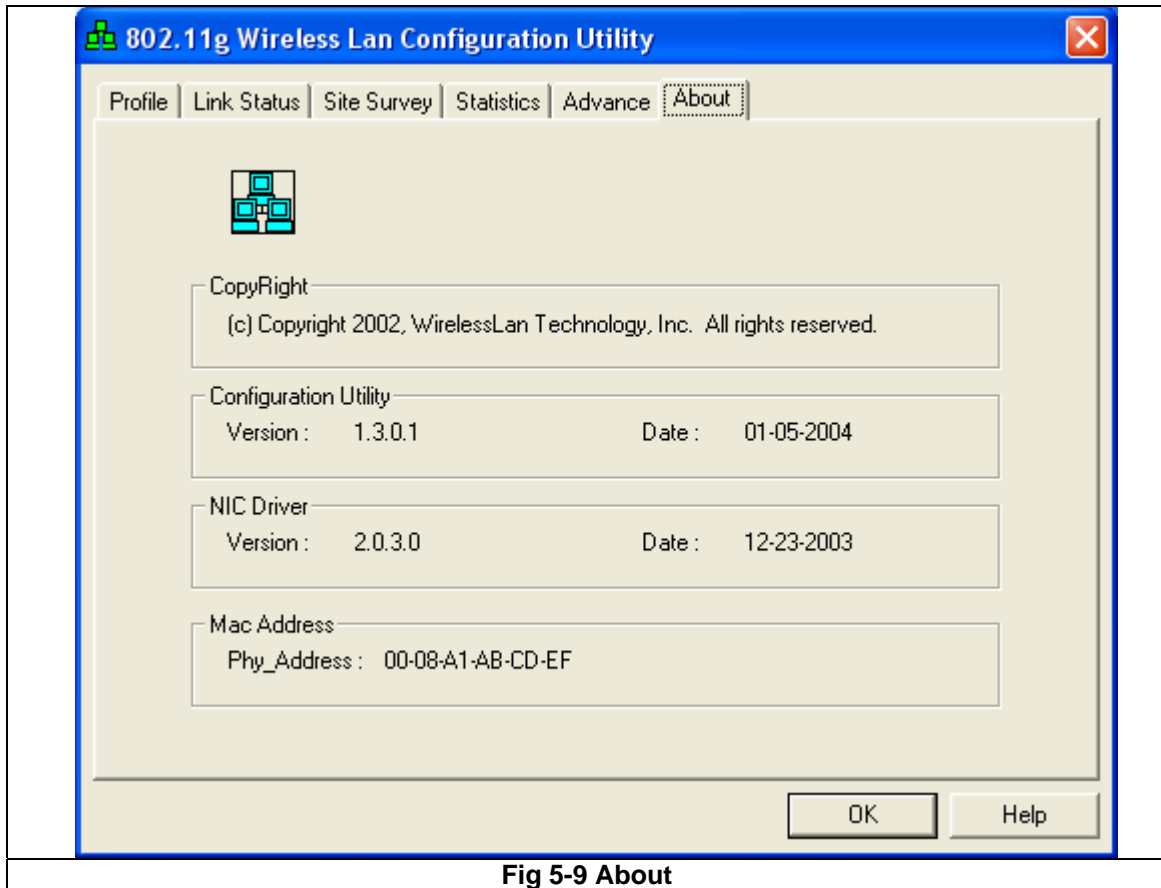 802.11g Wireless Lan Configuration Utility
Profile Link Status Site Survey Statistics Advance About
CopyRight
(c) Copyright 2002, WirelessLan Technology, Inc.  All rights reserved.
Configuration Utility
Version : 1.3.0.1 Date : 01-05-2004
NIC Driver
Version : 2.0.3.0 Date : 12-23-2003
Mac Address
Phy_Address : 00-08-A1-AB-CD-EF
OK Help
Fig 5-9 About